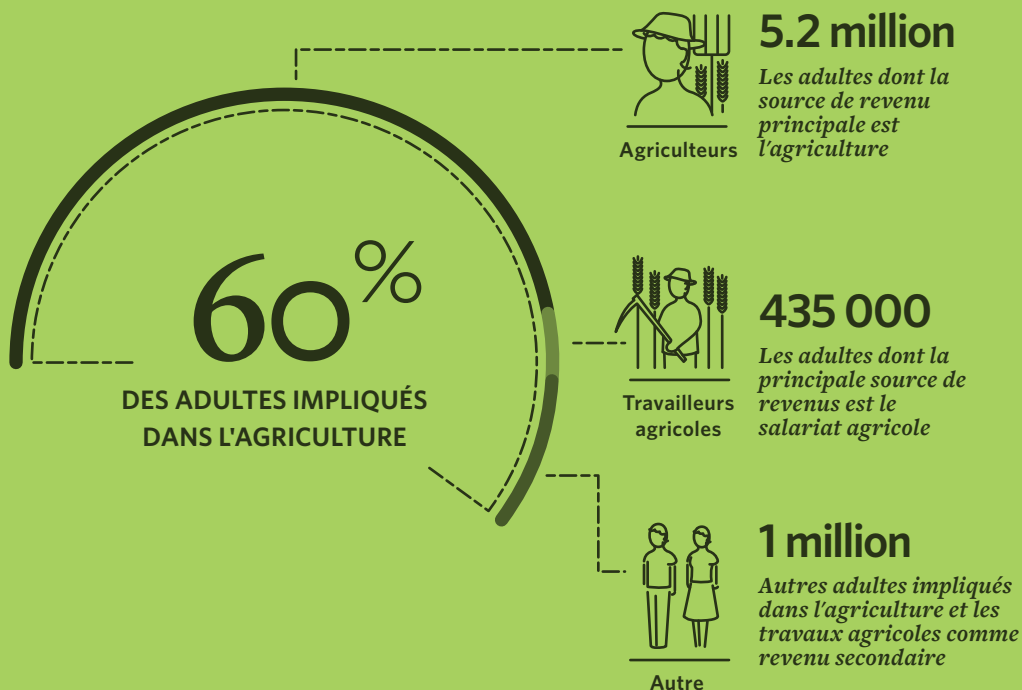 60%
DES ADULTES IMPLIQUÉS
DANS L'AGRICULTURE
5.2 million
Les adultes dont la
source de revenu
principale est
l'agriculture
Agriculteurs
435 000
Les adultes dont la
principale source de
revenus est le
salariat agricole
Travailleurs
agricoles
1 million
Autres adultes impliqués
dans l'agriculture et les
travaux agricoles comme
revenu secondaire
Autre